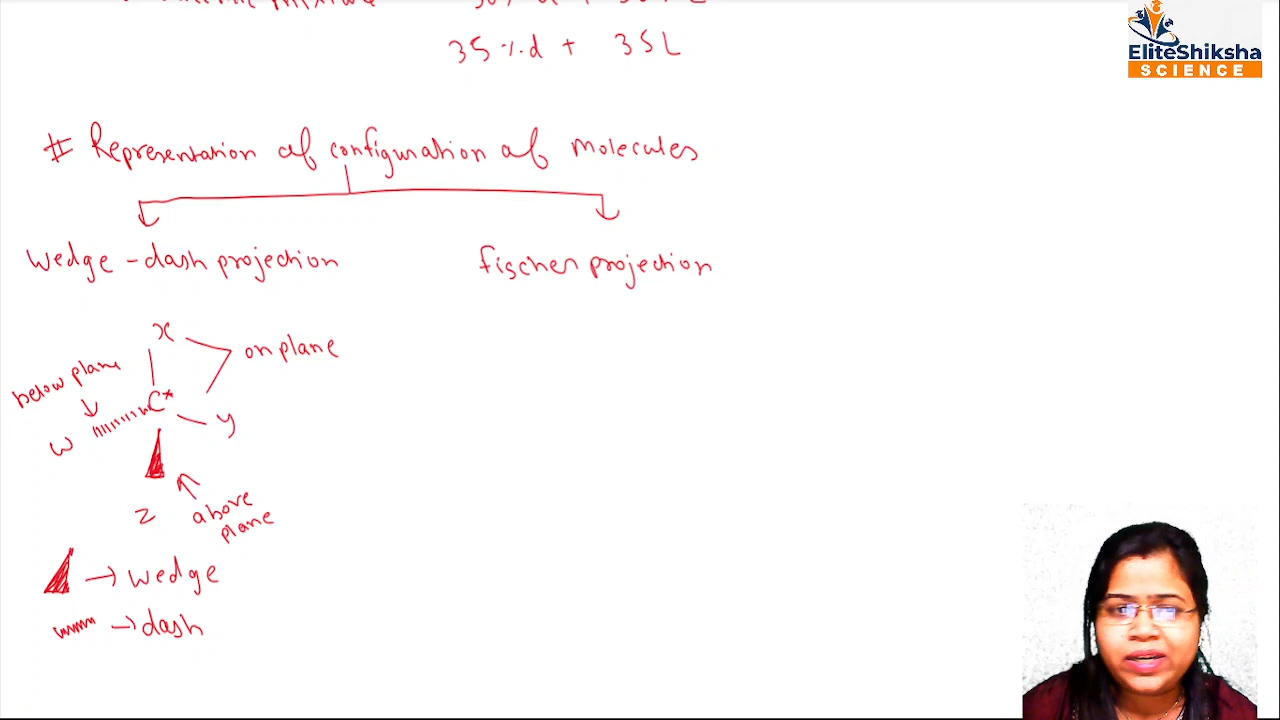 35 %. d + 35 L
EliteShiksha
SCIENCE
# Representation of configuration of molecules
wedge - dash projection
fischer projection
x
on plane
below plane
C*
w
y
z
above
plane
→ wedge
→ dash